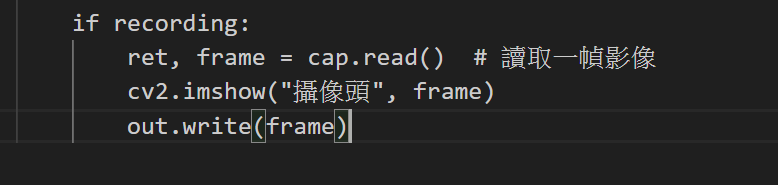 if recording:
ret, frame = cap.read()  # 讀取一幀影像
cv2.imshow("攝像頭", frame)
out.write(frame)